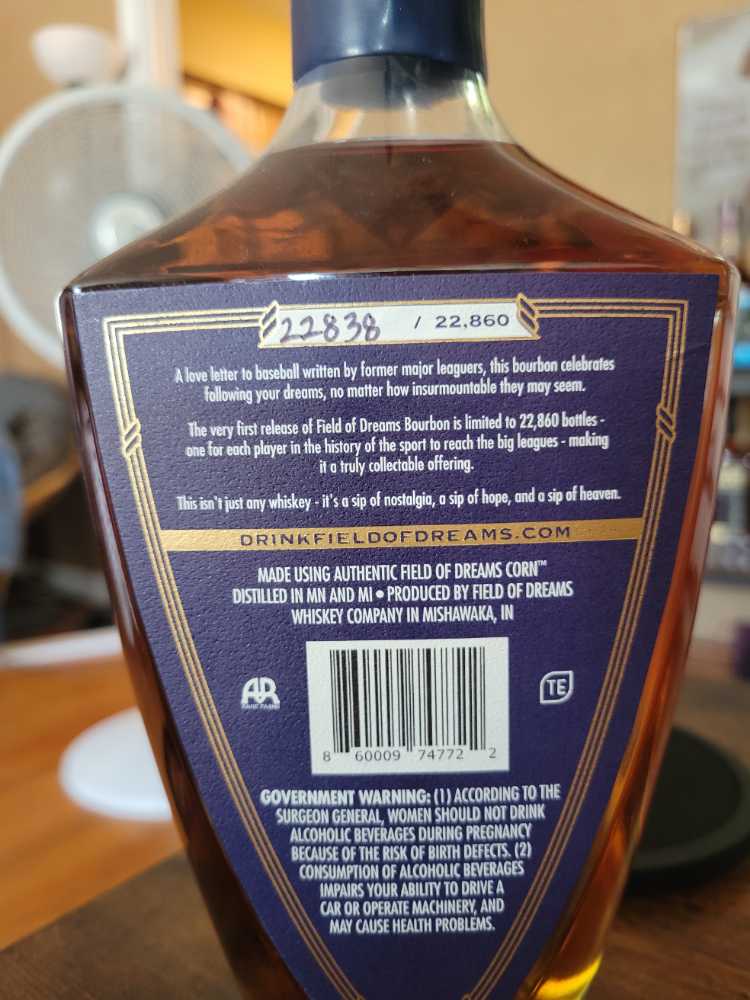 22838 / 22,860
A love letter to baseball written by former major leaguers, this bourbon celebrates
following your dreams, no matter how insurmountable they may seem.
The very first release of Field of Dreams Bourbon is limited to 22,860 bottles -
one for each player in the history of the sport to reach the big leagues - making
it a truly collectable offering.
This isn't just any whiskey - it's a sip of nostalgia, a sip of hope, and a sip of heaven.
DRINKFIELDOFDREAMS.COM
MADE USING AUTHENTIC FIELD OF DREAMS CORN™
DISTILLED IN MN AND MI • PRODUCED BY FIELD OF DREAMS
WHISKEY COMPANY IN MISHAWAKA, IN
AR
TE
8 60009 74772 2
GOVERNMENT WARNING: (1) ACCORDING TO THE
SURGEON GENERAL, WOMEN SHOULD NOT DRINK
ALCOHOLIC BEVERAGES DURING PREGNANCY
BECAUSE OF THE RISK OF BIRTH DEFECTS. (2)
CONSUMPTION OF ALCOHOLIC BEVERAGES
IMPAIRS YOUR ABILITY TO DRIVE A
CAR OR OPERATE MACHINERY, AND
MAY CAUSE HEALTH PROBLEMS.